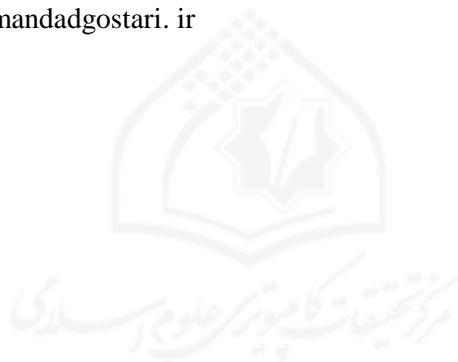 mandadgostari. ir
مرکز تحقیقات کامپیوتری علوم اسلامی